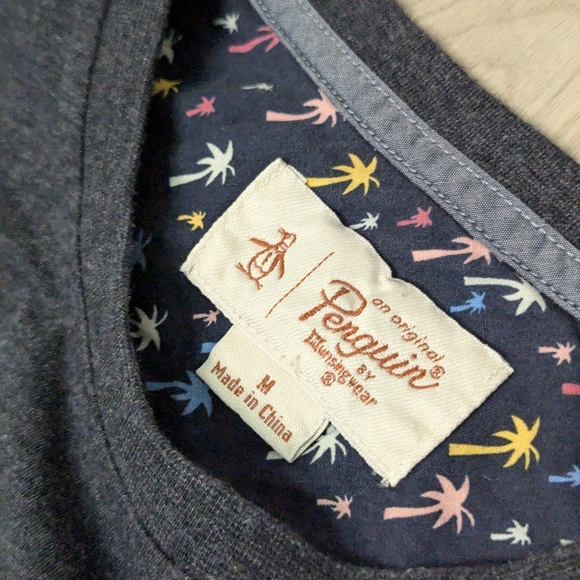 an original
Penguin®
BY
Munsingwear
®
M
Made in China